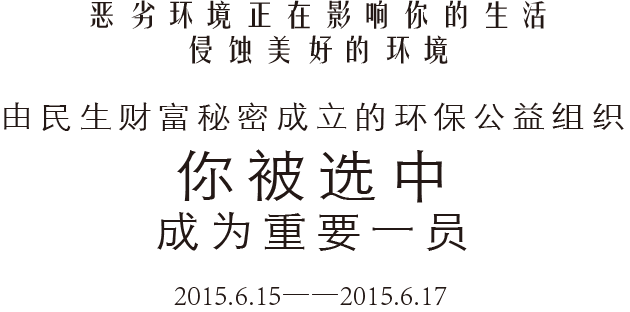 恶劣环境正在影响你的生活
侵蚀美好的环境
由民生财富秘密成立的环保公益组织
你被选中
成为重要一员
2015.6.15——2015.6.17